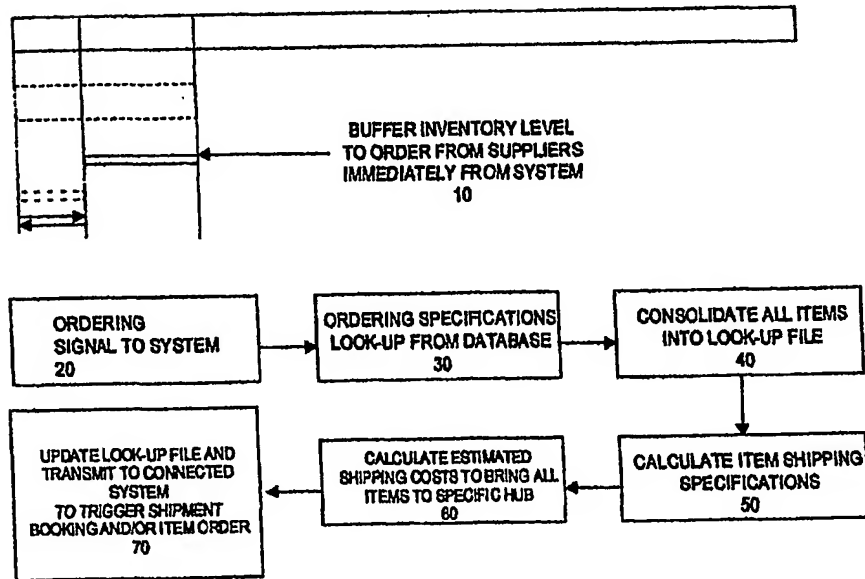 BUFFER INVENTORY LEVEL
TO ORDER FROM SUPPLIERS
IMMEDIATELY FROM SYSTEM
10
ORDERING
SIGNAL TO SYSTEM
20
ORDERING SPECIFICATIONS
LOOK-UP FROM DATABASE
30
CONSOLIDATE ALL ITEMS
INTO LOOK-UP FILE
40
UPDATE LOOK-UP FILE AND
TRANSMIT TO CONNECTED
SYSTEM
TO TRIGGER SHIPMENT
BOOKING AND/OR ITEM ORDER
70
CALCULATE ESTIMATED
SHIPPING COSTS TO BRING ALL
ITEMS TO SPECIFIC HUB
60
CALCULATE ITEM SHIPPING
SPECIFICATIONS
50